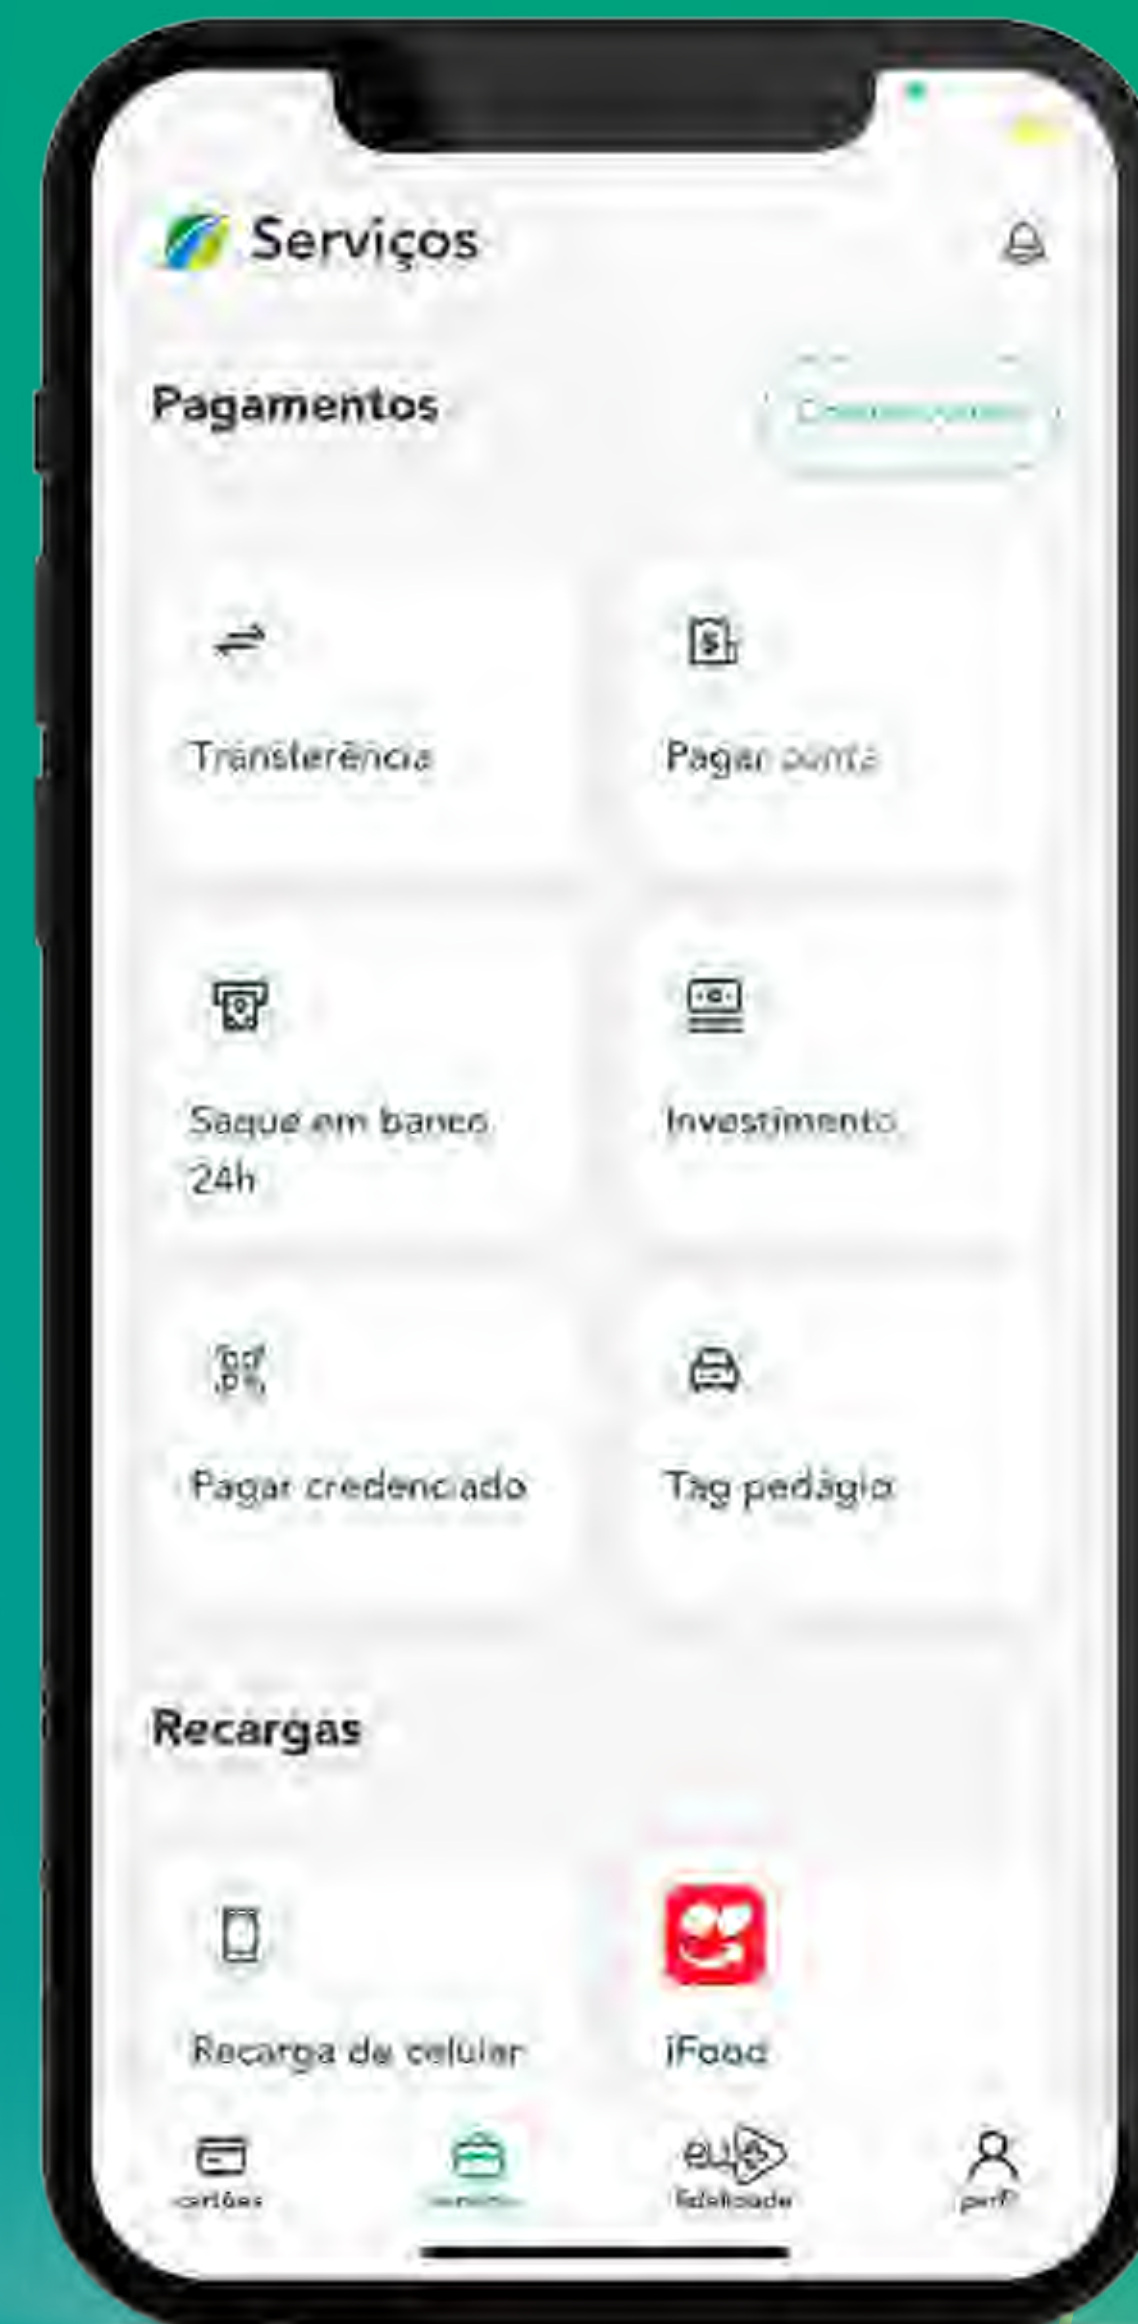 Serviços
Pagamentos
Transferência
Pagar conta
Saque em banco
24h
Investimento
Pagar credenciado
Tag pedágio
Recargas
Recarga de celular
iFood
cartões
eu
fidelidade
perfil